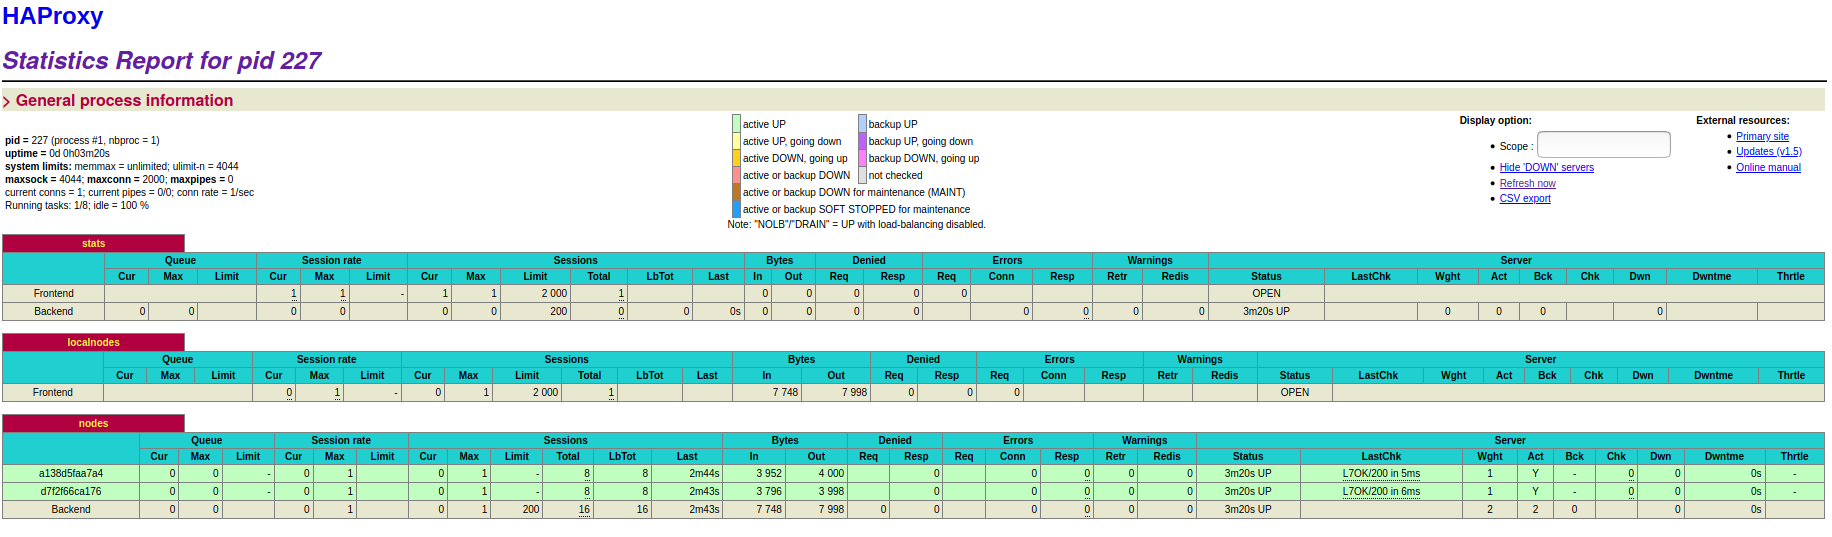 HAProxy
Statistics Report for pid 227
> General process information
pid = 227 (process #1, nbproc = 1)
uptime = 0d 0h03m20s
system limits: memmax = unlimited; ulimit-n = 4044
maxsock = 4044; maxconn = 2000; maxpipes = 0
current conns = 1; current pipes = 0/0; conn rate = 1/sec
Running tasks: 1/8; idle = 100 %
active UP backup UP
active UP, going down backup UP, going down
active DOWN, going up backup DOWN, going up
active or backup DOWN not checked
active or backup DOWN for maintenance (MAINT)
active or backup SOFT STOPPED for maintenance
Note: "NOLB"/"DRAIN" = UP with load-balancing disabled.
Display option:
• Scope :
• Hide 'DOWN' servers
• Refresh now
• CSV export
External resources:
• Primary site
• Updates (v1.5)
• Online manual
stats
Queue Session rate Sessions Bytes Denied Errors Warnings Server
Cur Max Limit Cur Max Limit Cur Max Limit Total LbTot Last In Out Req Resp Req Conn Resp Retr Redis Status LastChk Wght Act Bck Chk Dwn Dwntme Thrtle
Frontend 1 1 - 1 1 2 000 1 0 0 0 0 0 OPEN
Backend 0 0 0 0 0 0 200 0 0 0s 0 0 0 0 0 0 0 0 3m20s UP 0 0 0 0
localnodes
Queue Session rate Sessions Bytes Denied Errors Warnings Server
Cur Max Limit Cur Max Limit Cur Max Limit Total LbTot Last In Out Req Resp Req Conn Resp Retr Redis Status LastChk Wght Act Bck Chk Dwn Dwntme Thrtle
Frontend 0 1 - 0 1 2 000 1 7 748 7 998 0 0 0 OPEN
nodes
Queue Session rate Sessions Bytes Denied Errors Warnings Server
Cur Max Limit Cur Max Limit Cur Max Limit Total LbTot Last In Out Req Resp Req Conn Resp Retr Redis Status LastChk Wght Act Bck Chk Dwn Dwntme Thrtle
a138d5faa7a4 0 0 - 0 1 0 1 - 8 8 2m44s 3 952 4 000 0 0 0 0 0 3m20s UP L7OK/200 in 5ms 1 Y - 0 0 0s -
d7f2f66ca176 0 0 - 0 1 0 1 - 8 8 2m43s 3 796 3 998 0 0 0 0 0 3m20s UP L7OK/200 in 6ms 1 Y - 0 0 0s -
Backend 0 0 0 1 0 1 200 16 16 2m43s 7 748 7 998 0 0 0 0 0 0 3m20s UP 2 2 0 0 0s